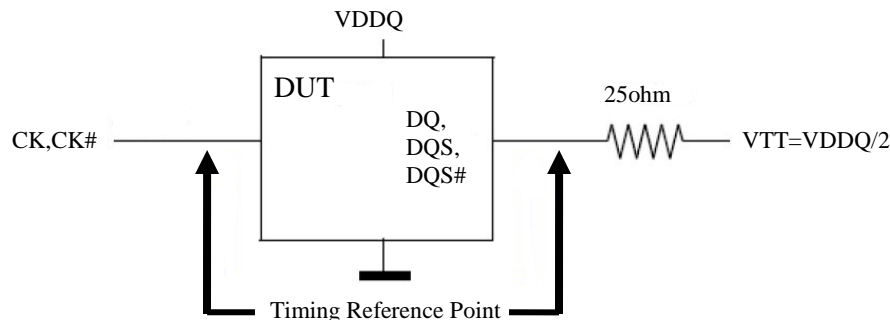 VDDQ
DUT
25ohm
CK,CK#
DQ,
DQS,
DQS#
VTT=VDDQ/2
Timing Reference Point